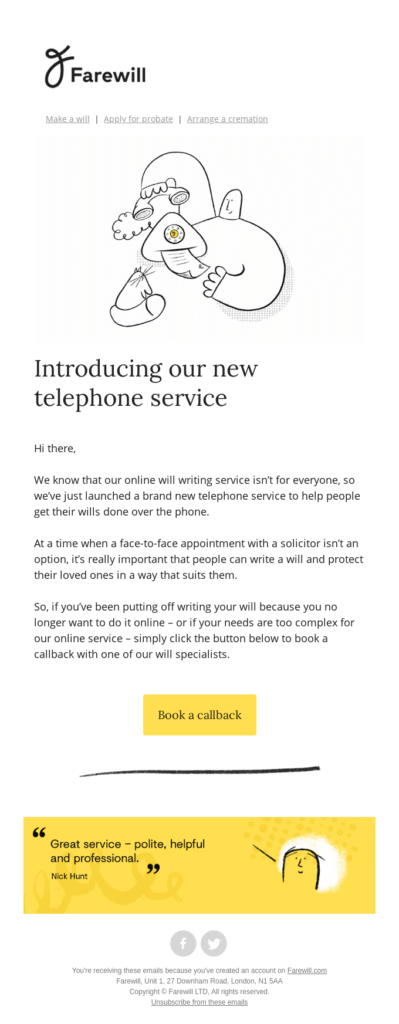 Farewill
Make a will | Apply for probate | Arrange a cremation
Introducing our new
telephone service
Hi there,
We know that our online will writing service isn’t for everyone, so
we’ve just launched a brand new telephone service to help people
get their wills done over the phone.
At a time when a face-to-face appointment with a solicitor isn’t an
option, it’s really important that people can write a will and protect
their loved ones in a way that suits them.
So, if you’ve been putting off writing your will because you no
longer want to do it online – or if your needs are too complex for
our online service – simply click the button below to book a
callback with one of our will specialists.
Book a callback
“ Great service – polite, helpful
and professional. ”
Nick Hunt
You're receiving these emails because you've created an account on Farewill.com
Farewill, Unit 1, 27 Downham Road, London, N1 5AA
Copyright © Farewill LTD, All rights reserved.
Unsubscribe from these emails